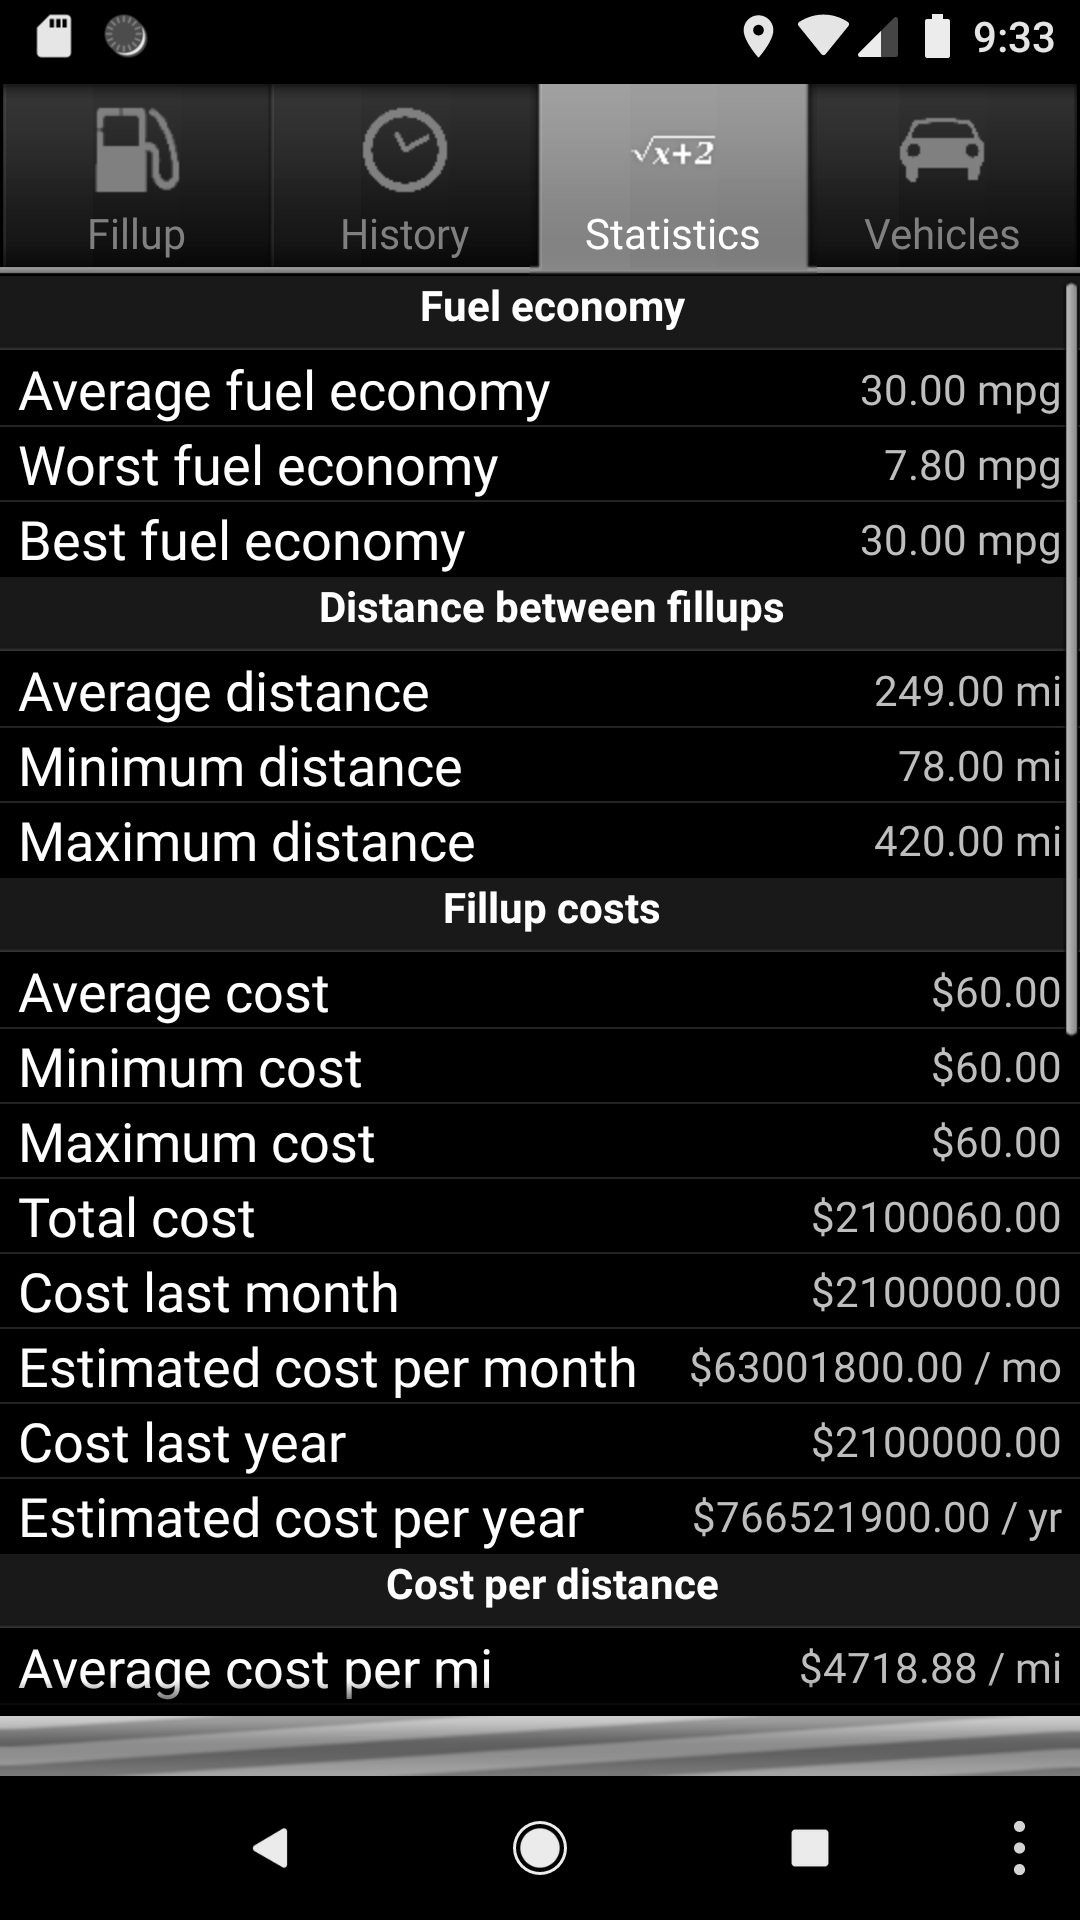 9:33
√x+2
Fillup History Statistics Vehicles
Fuel economy
Average fuel economy 30.00 mpg
Worst fuel economy 7.80 mpg
Best fuel economy 30.00 mpg
Distance between fillups
Average distance 249.00 mi
Minimum distance 78.00 mi
Maximum distance 420.00 mi
Fillup costs
Average cost $60.00
Minimum cost $60.00
Maximum cost $60.00
Total cost $2100060.00
Cost last month $2100000.00
Estimated cost per month $63001800.00 / mo
Cost last year $2100000.00
Estimated cost per year $766521900.00 / yr
Cost per distance
Average cost per mi $4718.88 / mi